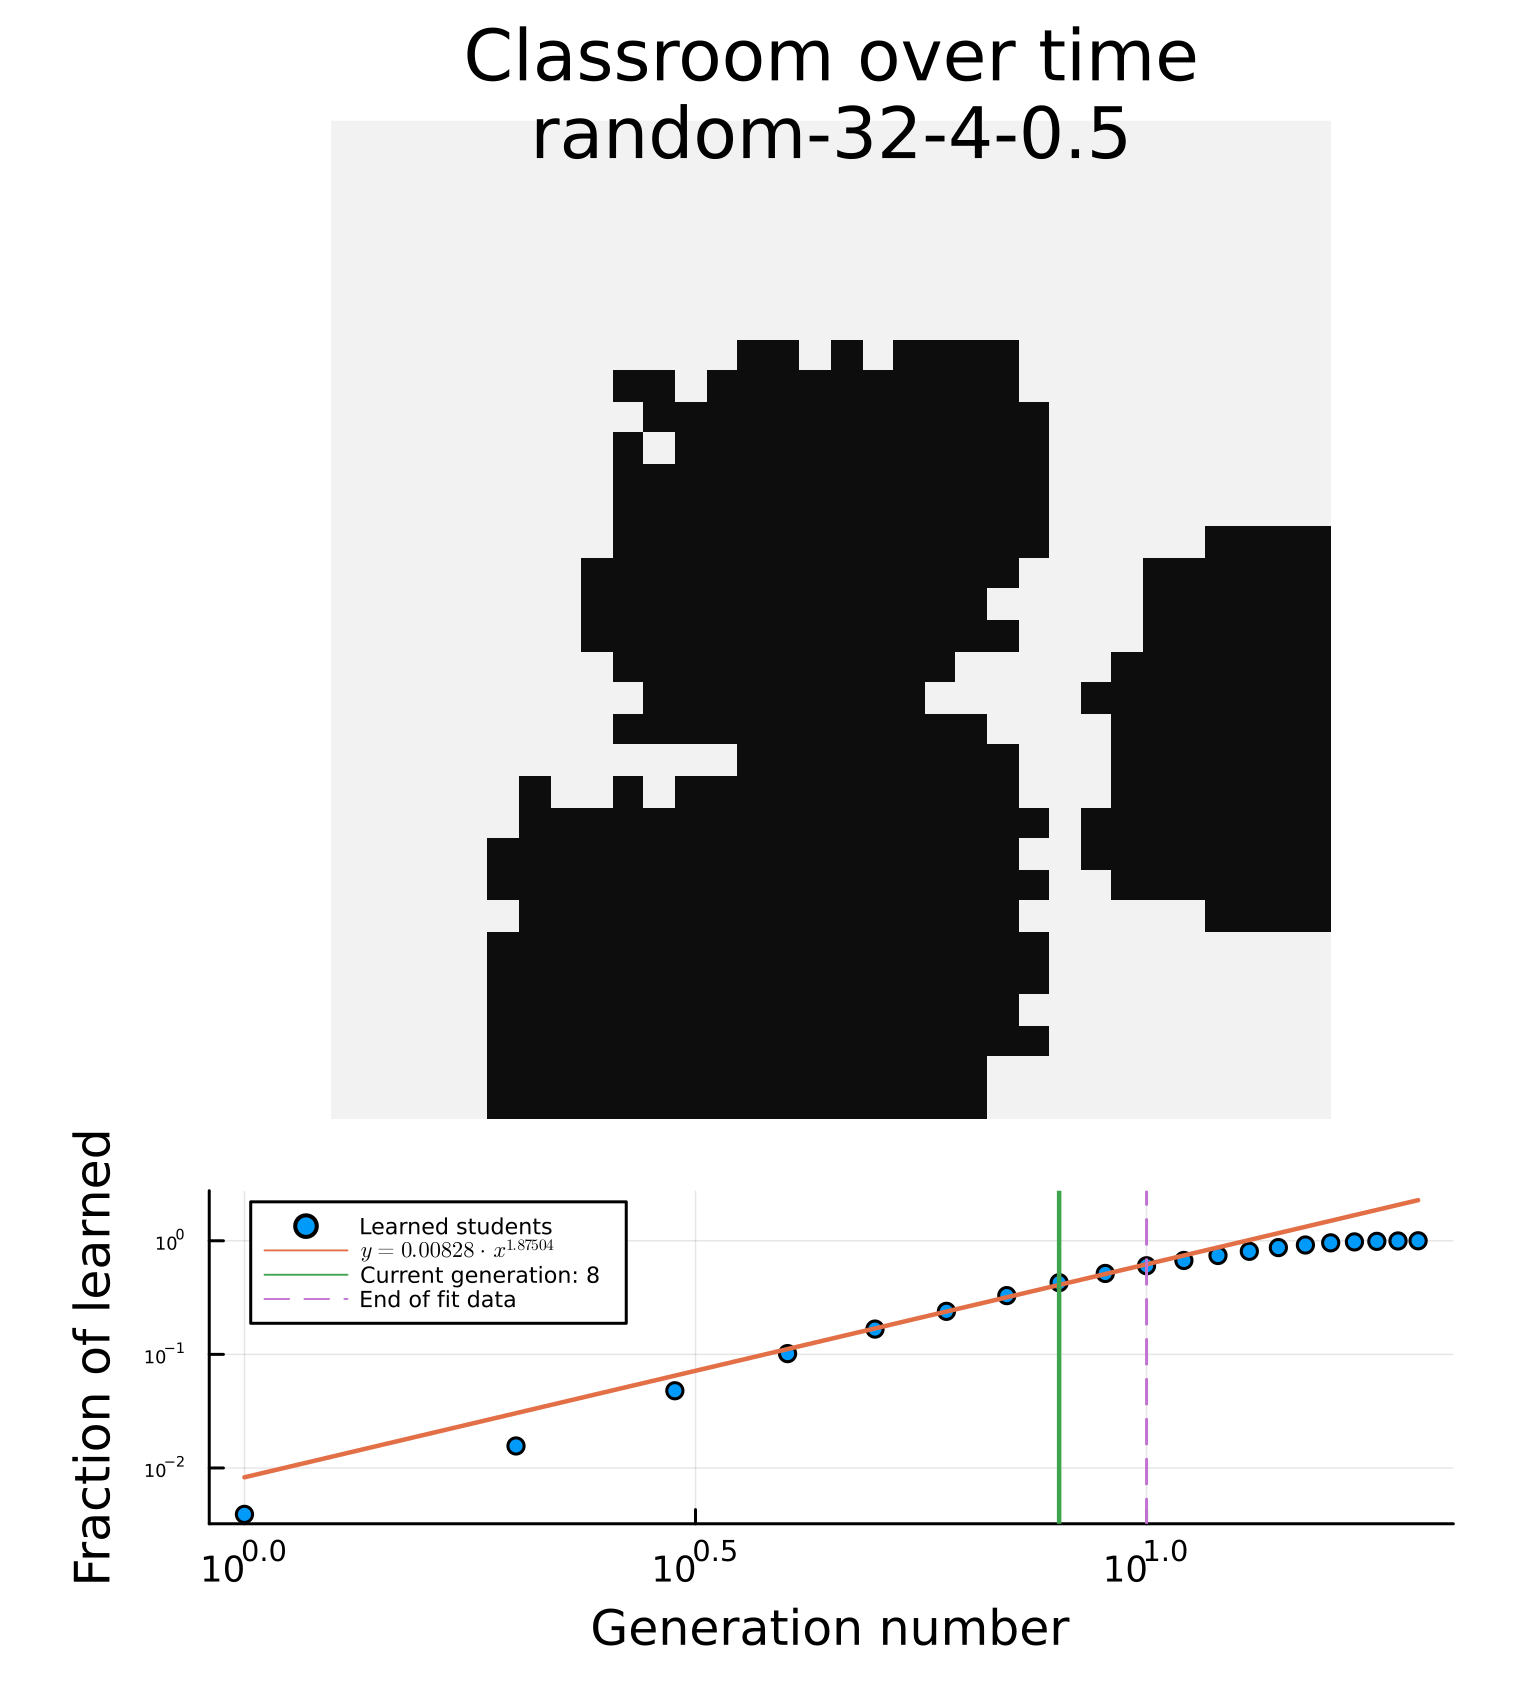 Classroom over time
random-32-4-0.5
Fraction of learned
10⁰
10⁻¹
10⁻²
Learned students
y = 0.00828 · x^1.87504
Current generation: 8
End of fit data
10^0.0 10^0.5 10^1.0
Generation number